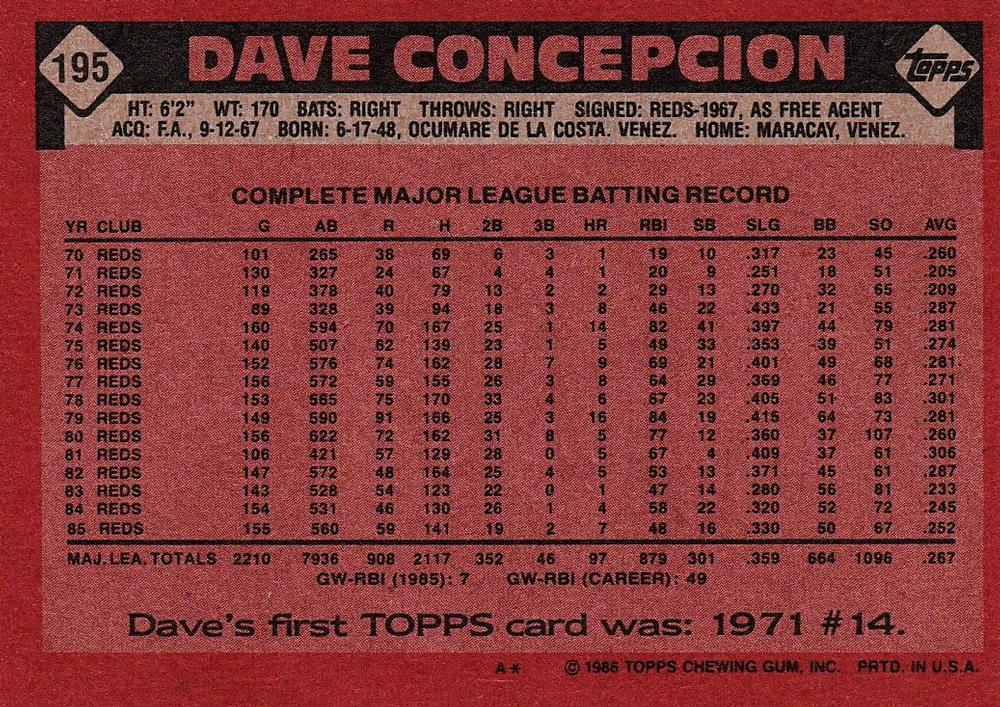 195 DAVE CONCEPCION TOPPS
HT: 6'2" WT: 170 BATS: RIGHT THROWS: RIGHT SIGNED: REDS-1967, AS FREE AGENT
ACQ: F.A., 9-12-67 BORN: 6-17-48, OCUMARE DE LA COSTA. VENEZ. HOME: MARACAY, VENEZ.
COMPLETE MAJOR LEAGUE BATTING RECORD
YR CLUB G AB R H 2B 3B HR RBI SB SLG BB SO AVG
70 REDS 101 265 38 69 6 3 1 19 10 .317 23 45 .260
71 REDS 130 327 24 67 4 4 1 20 9 .251 18 51 .205
72 REDS 119 378 40 79 13 2 2 29 13 .270 32 65 .209
73 REDS 89 328 39 94 18 3 8 46 22 .433 21 55 .287
74 REDS 160 594 70 167 25 1 14 82 41 .397 44 79 .281
75 REDS 140 507 62 139 23 1 5 49 33 .353 39 51 .274
76 REDS 152 576 74 162 28 7 9 69 21 .401 49 68 .281
77 REDS 156 572 59 155 26 3 8 64 29 .369 46 77 .271
78 REDS 153 565 75 170 33 4 6 67 23 .405 51 83 .301
79 REDS 149 590 91 166 25 3 16 84 19 .415 64 73 .281
80 REDS 156 622 72 162 31 8 5 77 12 .360 37 107 .260
81 REDS 106 421 57 129 28 0 5 67 4 .409 37 61 .306
82 REDS 147 572 48 164 25 4 5 53 13 .371 45 61 .287
83 REDS 143 528 54 123 22 0 1 47 14 .280 56 81 .233
84 REDS 154 531 46 130 26 1 4 58 22 .320 52 72 .245
85 REDS 155 560 59 141 19 2 7 48 16 .330 50 67 .252
MAJ. LEA. TOTALS 2210 7936 908 2117 352 46 97 879 301 .359 664 1096 .267
GW-RBI (1985): 7 GW-RBI (CAREER): 49
Dave's first TOPPS card was: 1971 #14.
A* © 1986 TOPPS CHEWING GUM, INC. PRTD. IN U.S.A.